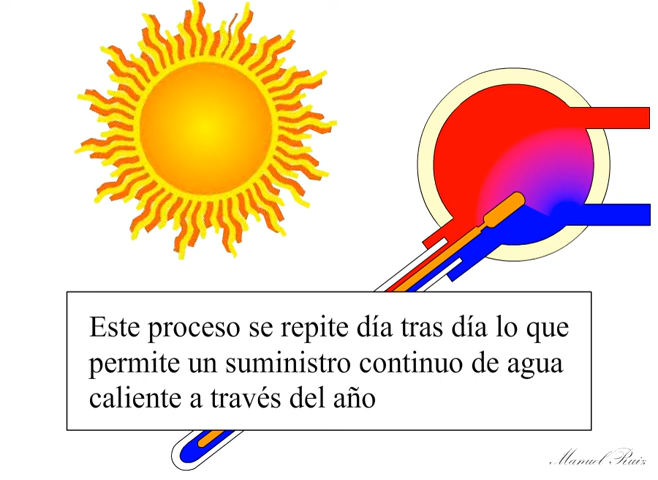 Este proceso se repite día tras día lo que
permite un suministro continuo de agua
caliente a través del año
Manuel Ruiz